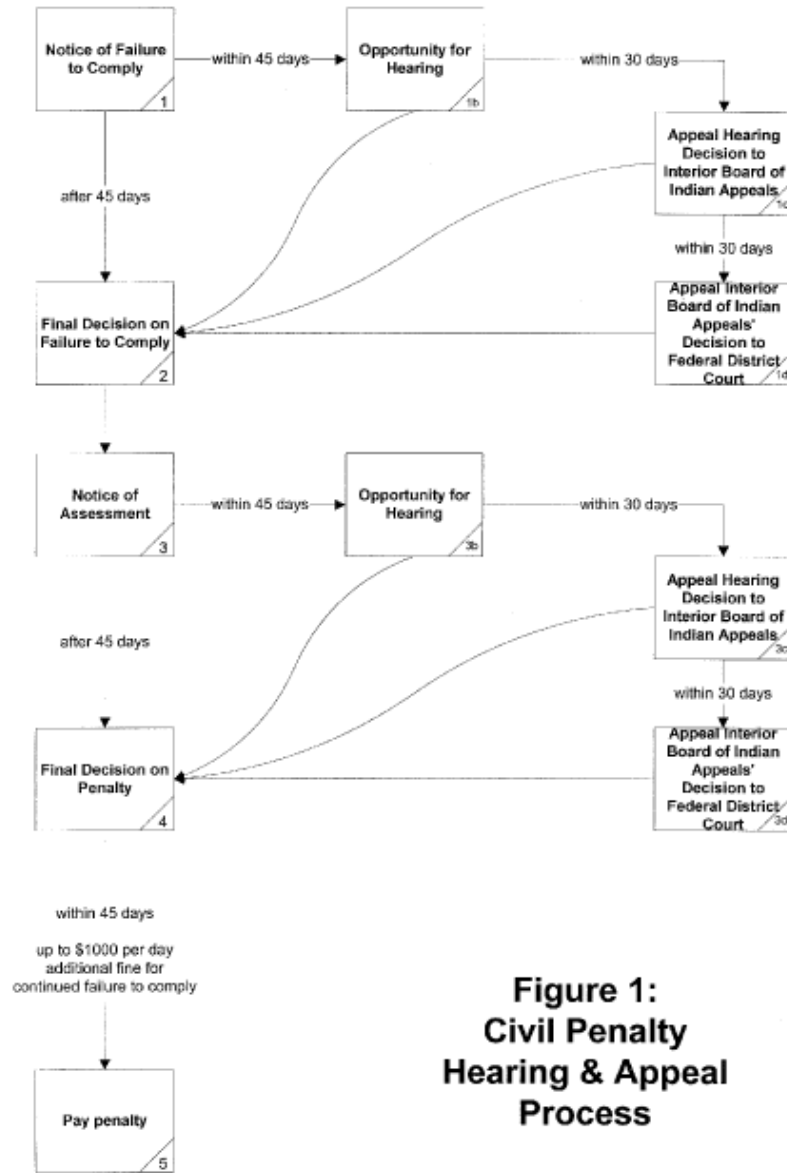 Notice of Failure
to Comply
1
within 45 days
Opportunity for
Hearing
1b
within 30 days
Appeal Hearing
Decision to
Interior Board of
Indian Appeals
1c
after 45 days
within 30 days
Final Decision on
Failure to Comply
2
Appeal Interior
Board of Indian
Appeals'
Decision to
Federal District
Court
1d
Notice of
Assessment
3
within 45 days
Opportunity for
Hearing
3b
within 30 days
Appeal Hearing
Decision to
Interior Board of
Indian Appeals
3c
after 45 days
within 30 days
Final Decision on
Penalty
4
Appeal Interior
Board of Indian
Appeals'
Decision to
Federal District
Court
3d
within 45 days
up to $1000 per day
additional fine for
continued failure to comply
Pay penalty
5
Figure 1:
Civil Penalty
Hearing & Appeal
Process